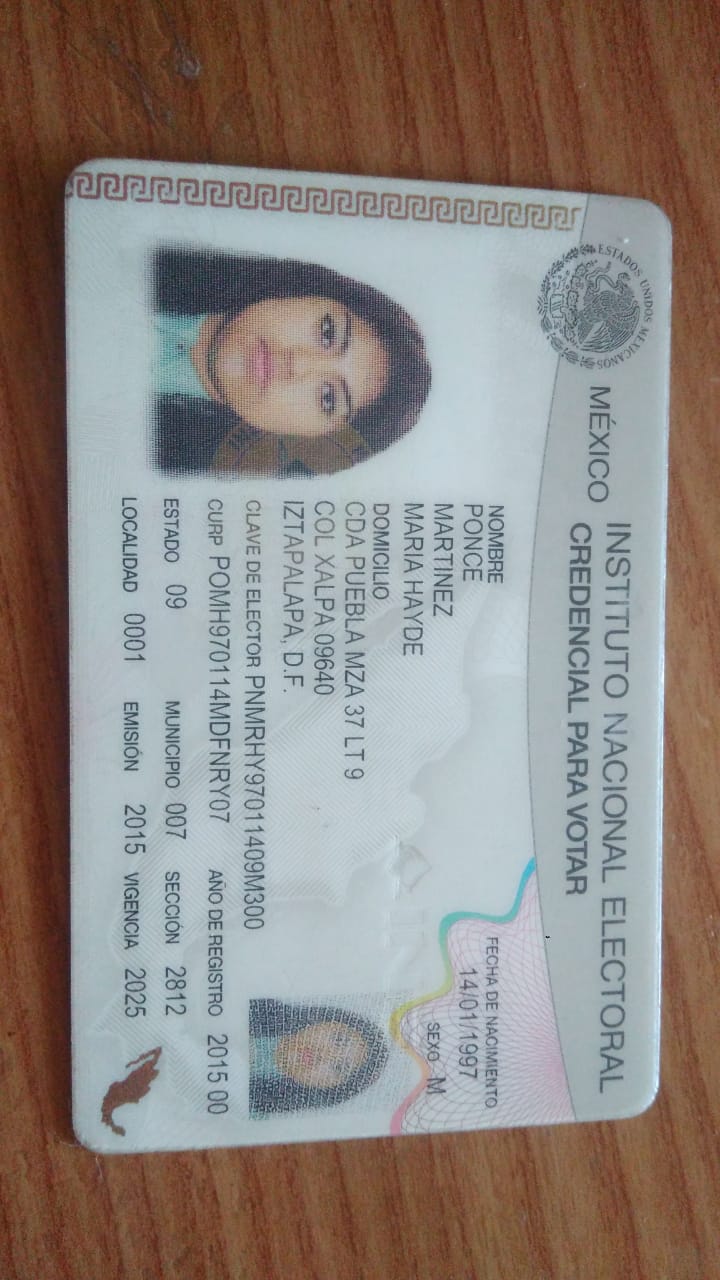 ESTADOS UNIDOS MEXICANOS
MÉXICO INSTITUTO NACIONAL ELECTORAL
CREDENCIAL PARA VOTAR
NOMBRE
PONCE
MARTINEZ
MARIA HAYDE
FECHA DE NACIMIENTO
14/01/1997
SEXO M
DOMICILIO
CDA PUEBLA MZA 37 LT 9
COL XALPA 09640
IZTAPALAPA, D.F.
CLAVE DE ELECTOR PNMRHY97011409M300
CURP POMH970114MDFNRY07 AÑO DE REGISTRO 2015 00
ESTADO 09 MUNICIPIO 007 SECCIÓN 2812
LOCALIDAD 0001 EMISIÓN 2015 VIGENCIA 2025